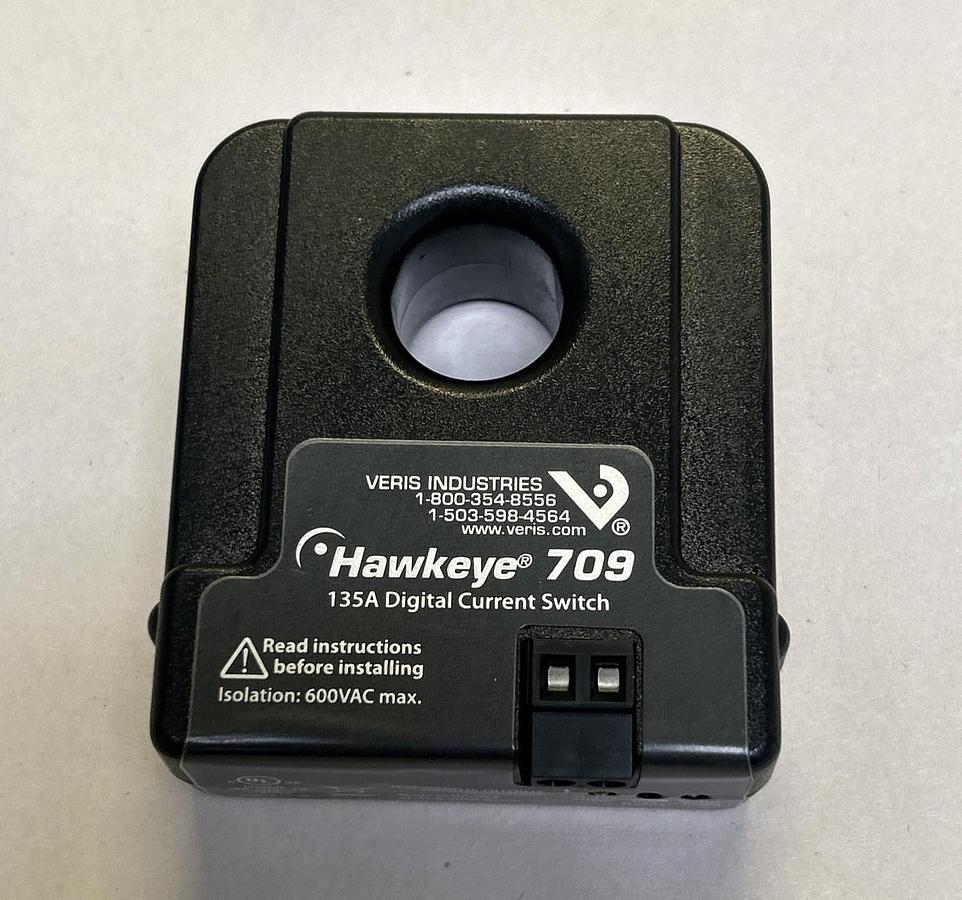 VERIS INDUSTRIES
1-800-354-8556
1-503-598-4564
www.veris.com
®
Hawkeye® 709
135A Digital Current Switch
Read instructions
before installing
Isolation: 600VAC max.